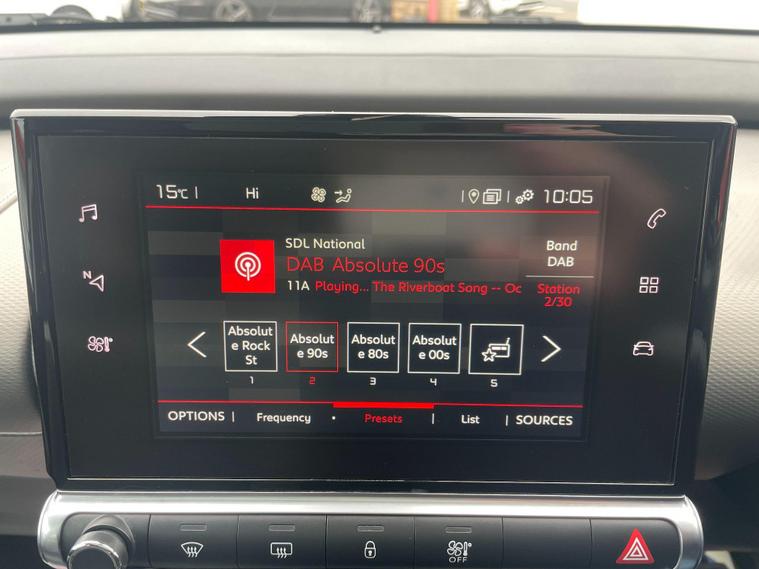 15°C | Hi 10:05
SDL National
DAB Absolute 90s
11A Playing... The Riverboat Song -- Oc
Band
DAB
Station
2/30
Absolut
e Rock
St
Absolut
e 90s
Absolut
e 80s
Absolut
e 00s
1 2 3 4 5
OPTIONS | Frequency • Presets | List | SOURCES
N
OFF